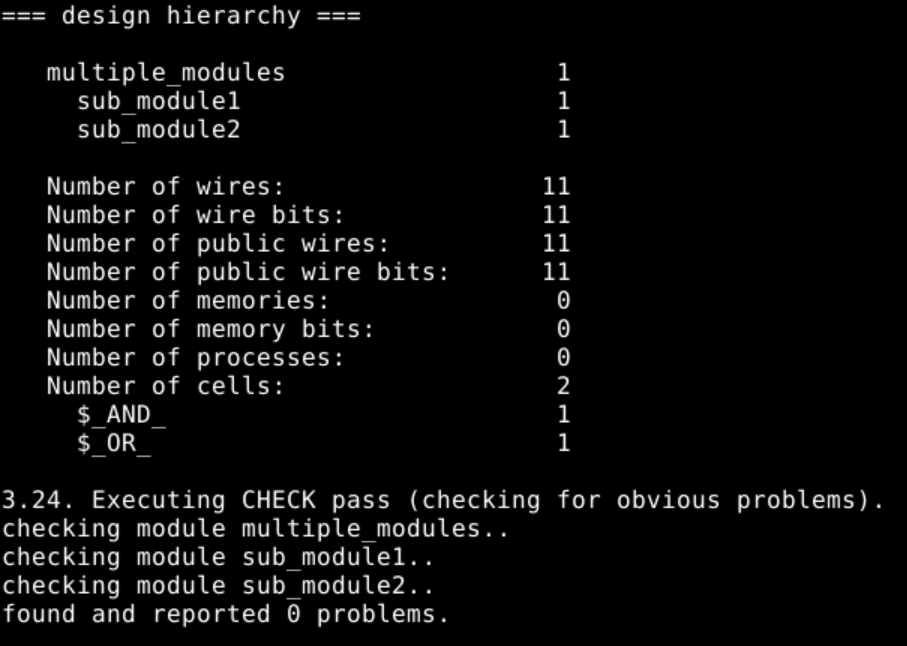 === design hierarchy ===
multiple_modules 1
sub_module1 1
sub_module2 1
Number of wires: 11
Number of wire bits: 11
Number of public wires: 11
Number of public wire bits: 11
Number of memories: 0
Number of memory bits: 0
Number of processes: 0
Number of cells: 2
$_AND_ 1
$_OR_ 1
3.24. Executing CHECK pass (checking for obvious problems).
checking module multiple_modules..
checking module sub_module1..
checking module sub_module2..
found and reported 0 problems.